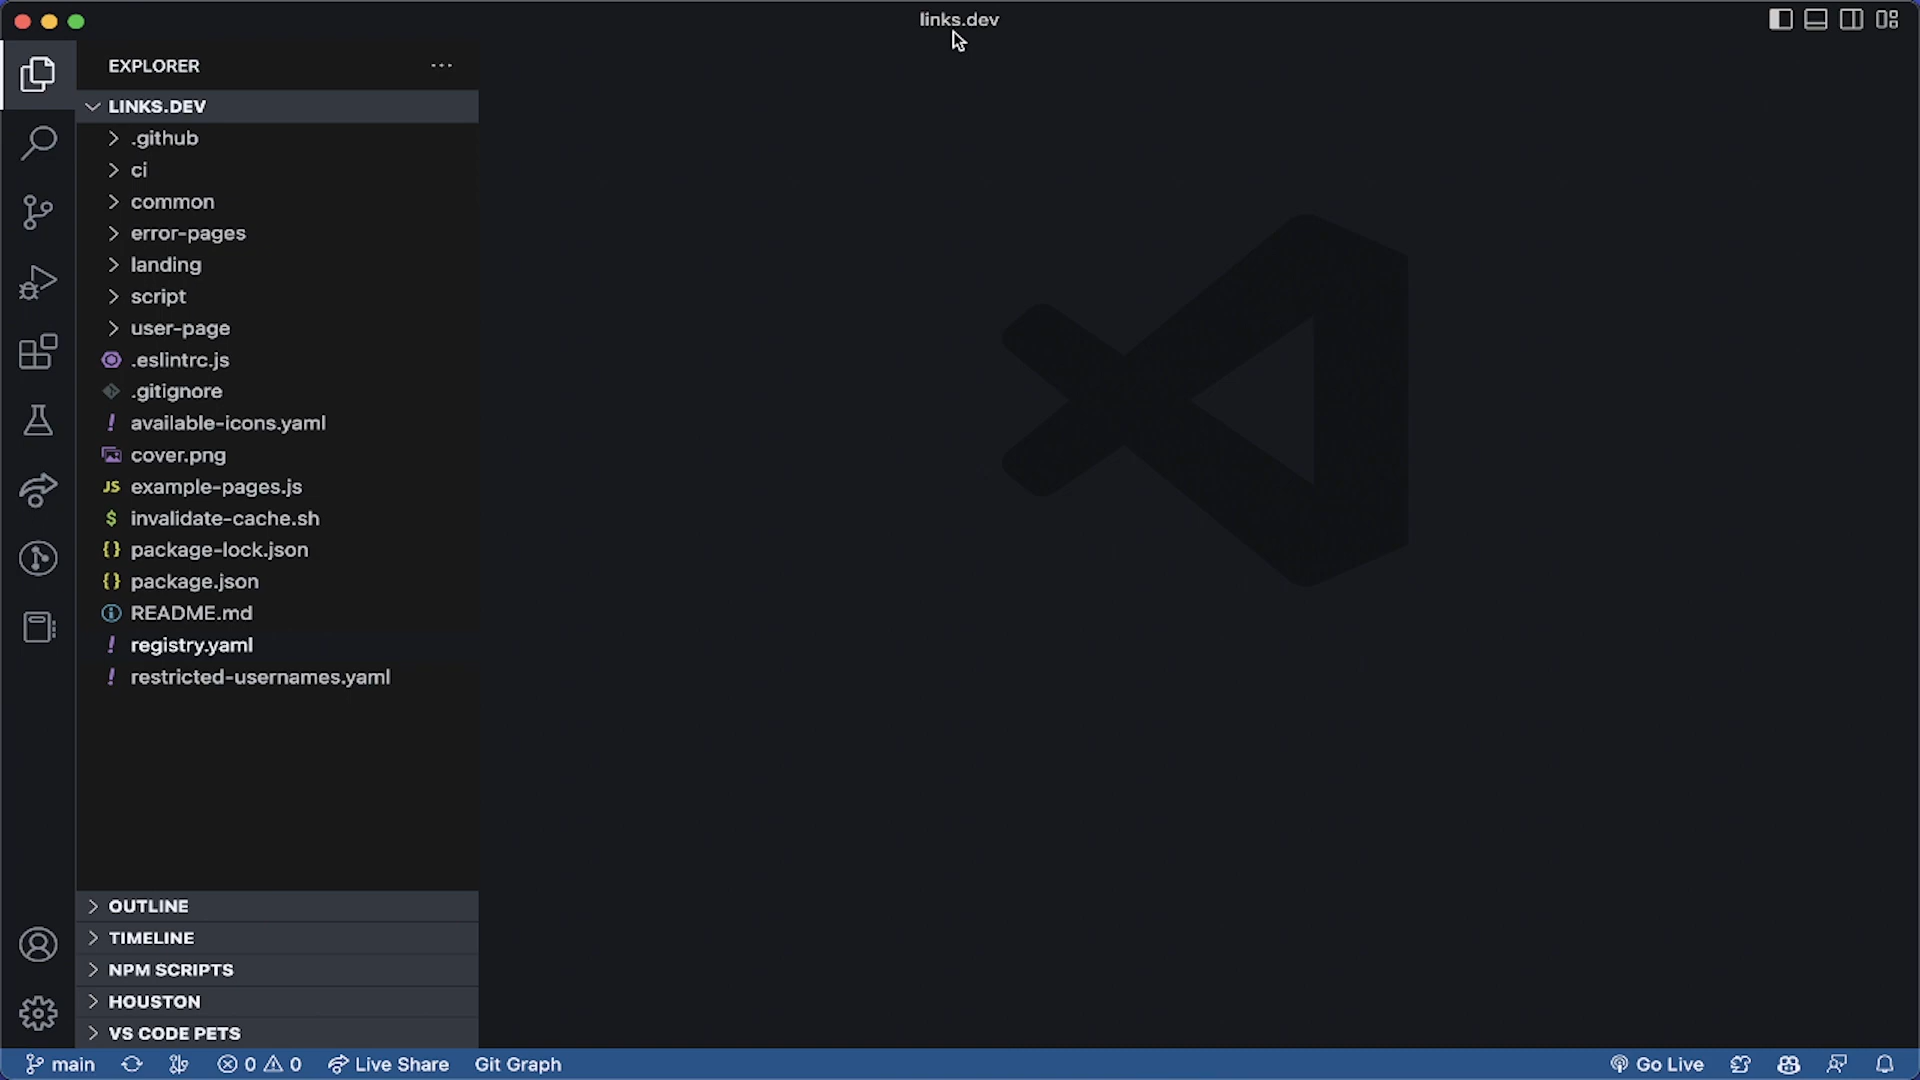 links.dev
EXPLORER
LINKS.DEV
.github
ci
common
error-pages
landing
script
user-page
.eslintrc.js
.gitignore
! available-icons.yaml
cover.png
JS example-pages.js
$ invalidate-cache.sh
{} package-lock.json
{} package.json
README.md
! registry.yaml
! restricted-usernames.yaml
OUTLINE
TIMELINE
NPM SCRIPTS
HOUSTON
VS CODE PETS
main 0 0 Live Share Git Graph Go Live